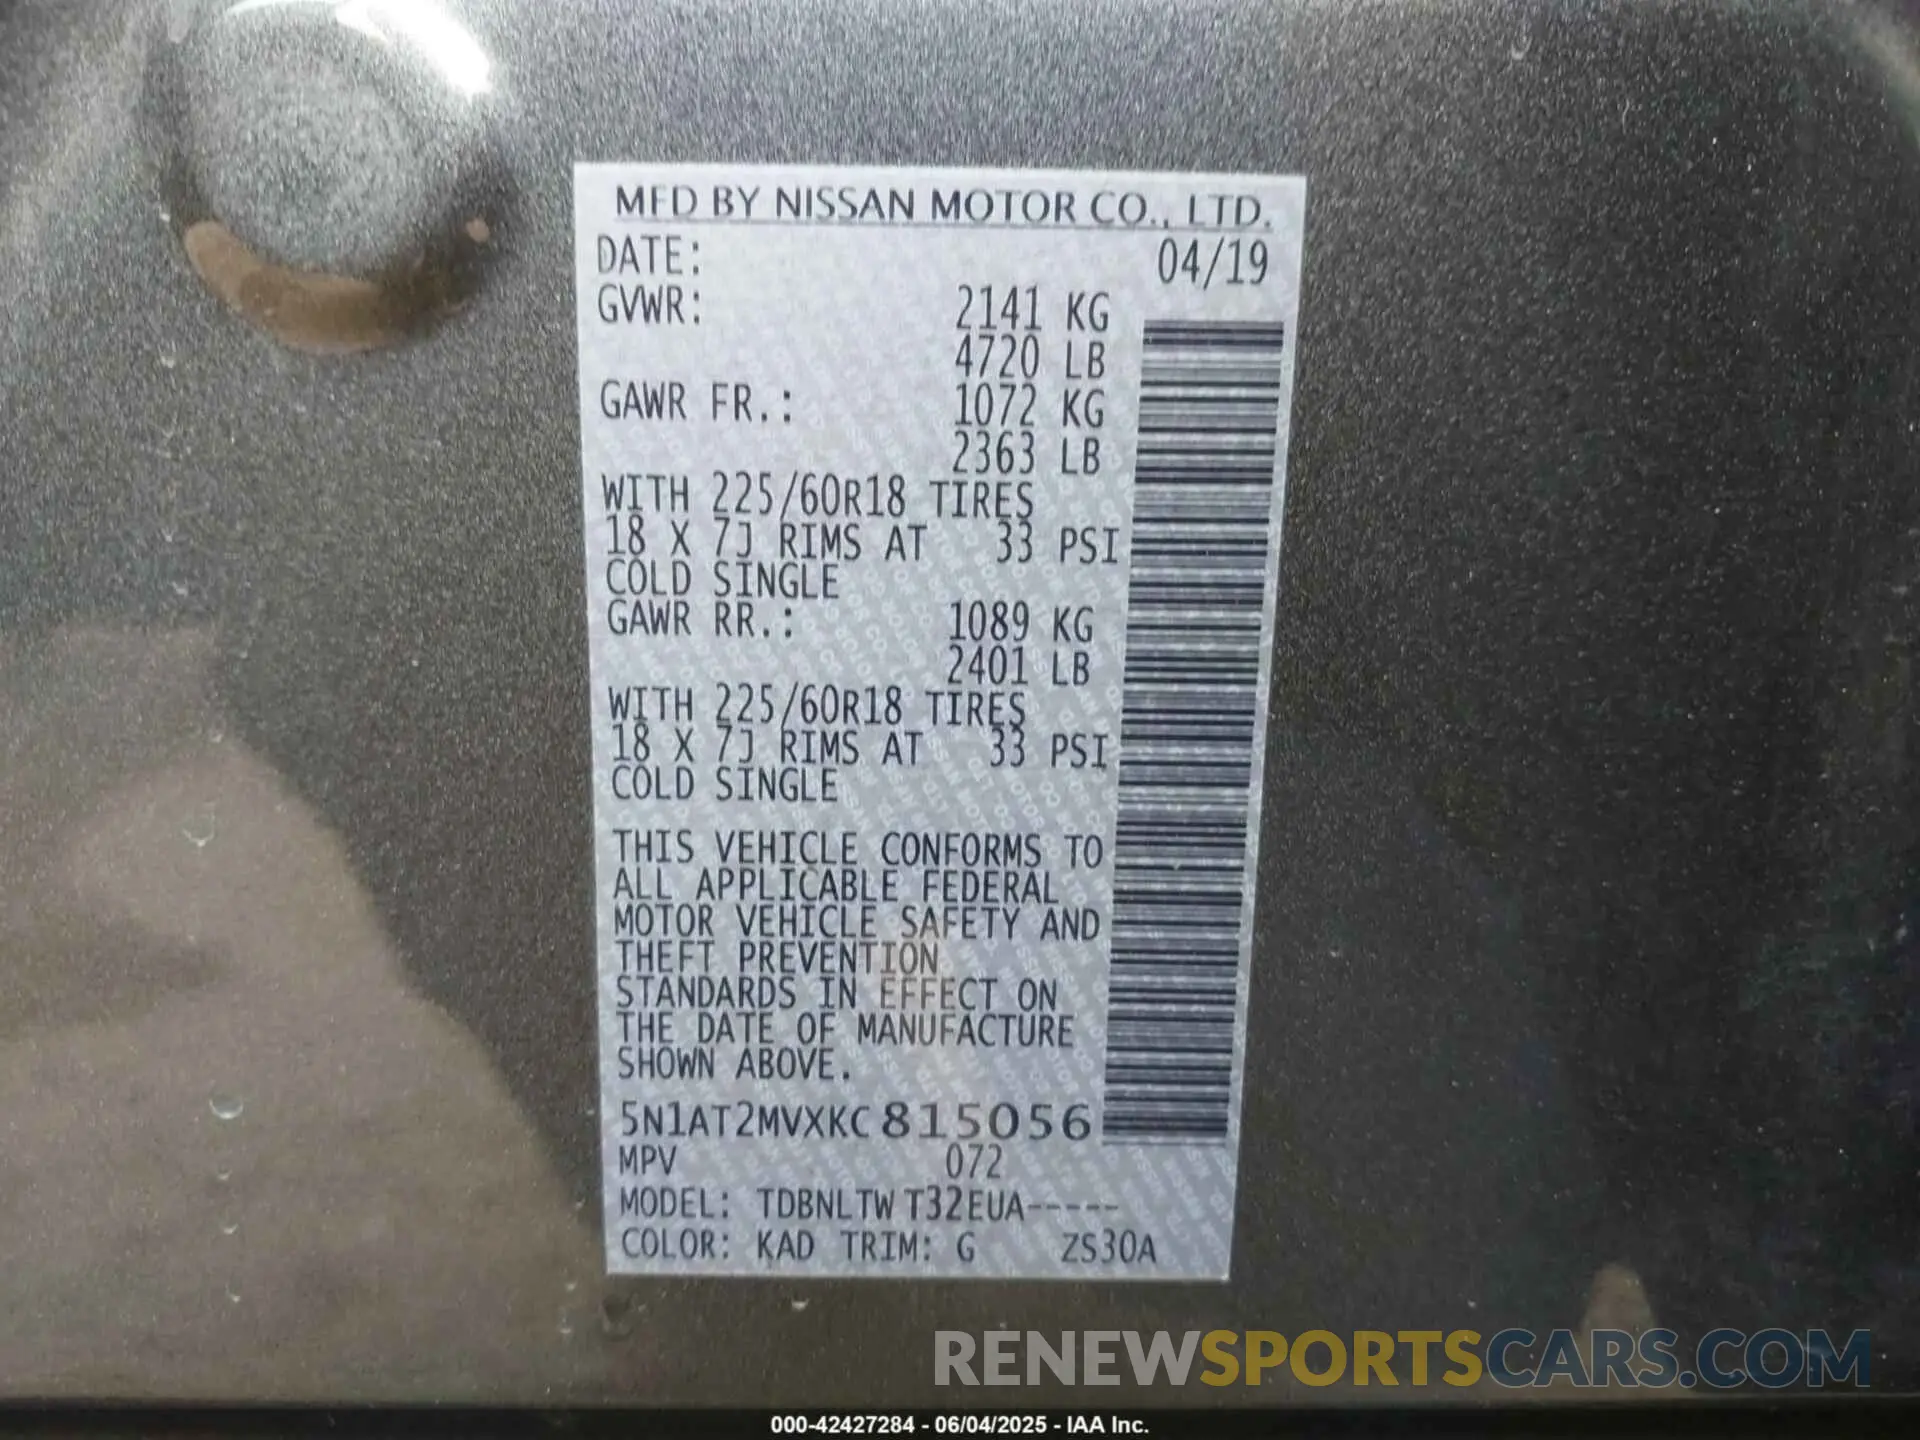 MFD BY NISSAN MOTOR CO., LTD.
DATE: 04/19
GVWR: 2141 KG
4720 LB
GAWR FR.: 1072 KG
2363 LB
WITH 225/60R18 TIRES
18 X 7J RIMS AT 33 PSI
COLD SINGLE
GAWR RR.: 1089 KG
2401 LB
WITH 225/60R18 TIRES
18 X 7J RIMS AT 33 PSI
COLD SINGLE
THIS VEHICLE CONFORMS TO
ALL APPLICABLE FEDERAL
MOTOR VEHICLE SAFETY AND
THEFT PREVENTION
STANDARDS IN EFFECT ON
THE DATE OF MANUFACTURE
SHOWN ABOVE.
5N1AT2MVXKC815056
MPV 072
MODEL: TDBNLTW T32EUA-----
COLOR: KAD TRIM: G ZS30A
RENEWSPORTSCARS.COM
000-42427284 - 06/04/2025 - IAA Inc.